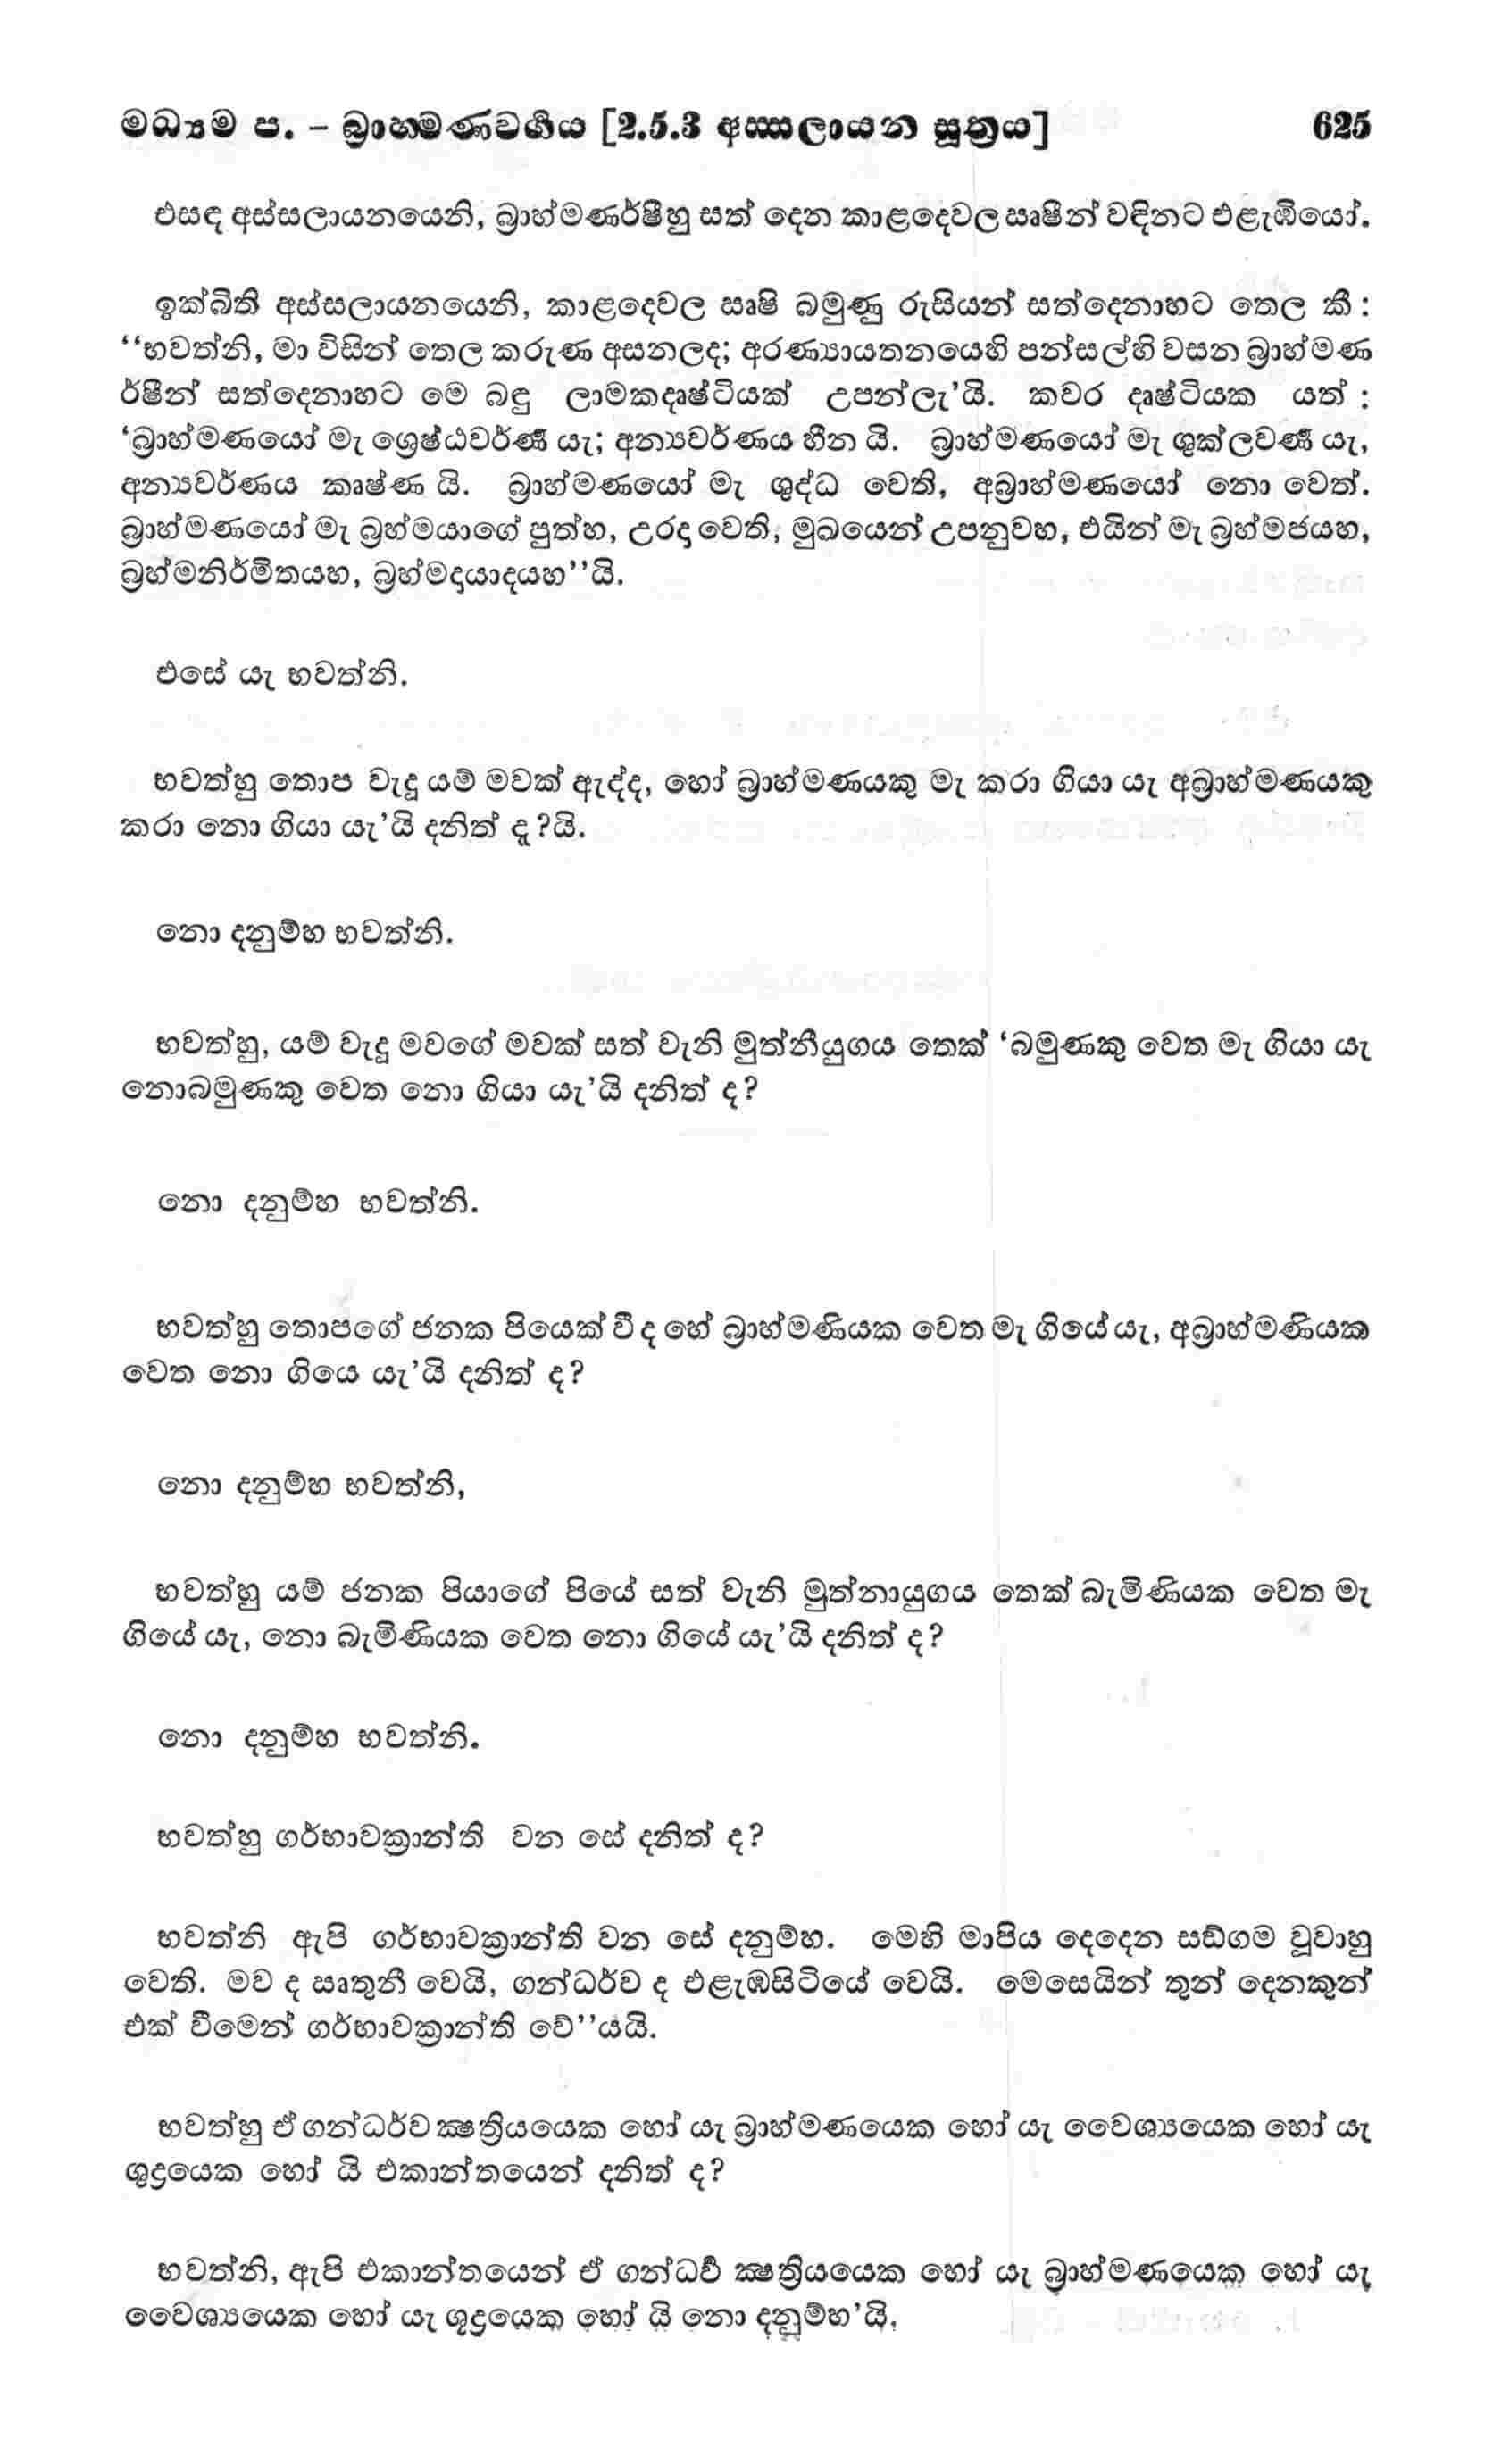 මධ්‍යම ප. – බ්‍රාහ්මණවර්ගය [2.5.3 අස්සලායන සූත්‍රය] 625
එසඳ අස්සලායනයෙනි, බ්‍රාහ්මණර්ෂීහු සත් දෙන කාළදෙවල ඍෂීන් වඳිනට එළැඹියෝ.
ඉක්බිති අස්සලායනයෙනි, කාළදෙවල ඍෂි බමුණු රුසියන් සත්දෙනාහට තෙල කී :
‘‘භවත්නි, මා විසින් තෙල කරුණ අසනලද; අරණ්‍යායතනයෙහි පන්සල්හි වසන බ්‍රාහ්මණ
ර්ෂීන් සත්දෙනාහට මෙ බඳු ලාමකදෘෂ්ටියක් උපන්ලැ’යි. කවර දෘෂ්ටියක යත් :
‘බ්‍රාහ්මණයෝ මැ ශ්‍රෙෂ්ඨවර්ණ යැ; අන්‍යවර්ණය හීන යි. බ්‍රාහ්මණයෝ මැ ශුක්ලවර්ණ යැ,
අන්‍යවර්ණය කෘෂ්ණ යි. බ්‍රාහ්මණයෝ මැ ශුද්ධ වෙති, අබ්‍රාහ්මණයෝ නො වෙත්.
බ්‍රාහ්මණයෝ මැ බ්‍රහ්මයාගේ පුත්හ, උරදා වෙති, මුඛයෙන් උපනුවහ, එයින් මැ බ්‍රහ්මජයහ,
බ්‍රහ්මනිර්මිතයහ, බ්‍රහ්මදායාදයහ’’යි.
එසේ යැ භවත්නි.
භවත්හු තොප වැදූ යම් මවක් ඇද්ද, හෝ බ්‍රාහ්මණයකු මැ කරා ගියා යැ අබ්‍රාහ්මණයකු
කරා නො ගියා යැ’යි දනිත් දැ?යි.
නො දනුම්හ භවත්නි.
භවත්හු, යම් වැදූ මවගේ මවක් සත් වැනි මුත්නීයුගය තෙක් ‘බමුණකු වෙත මැ ගියා යැ
නොබමුණකු වෙත නො ගියා යැ’යි දනිත් ද?
නො දනුම්හ භවත්නි.
භවත්හු තොපගේ ජනක පියෙක් වී ද හේ බ්‍රාහ්මණියක වෙත මැ ගියේ යැ, අබ්‍රාහ්මණියක
වෙත නො ගියෙ යැ’යි දනිත් ද?
නො දනුම්හ භවත්නි,
භවත්හු යම් ජනක පියාගේ පියේ සත් වැනි මුත්නායුගය තෙක් බැමිණියක වෙත මැ
ගියේ යැ, නො බැමිණියක වෙත නො ගියේ යැ’යි දනිත් ද?
නො දනුම්හ භවත්නි.
භවත්හු ගර්භාවක්‍රාන්ති වන සේ දනිත් ද?
භවත්නි ඇපි ගර්භාවක්‍රාන්ති වන සේ දනුම්හ. මෙහි මාපිය දෙදෙන සඞ්ගම වූවාහු
වෙති. මව ද ඍතුනී වෙයි, ගන්ධර්ව ද එළැඹසිටියේ වෙයි. මෙසෙයින් තුන් දෙනකුන්
එක් වීමෙන් ගර්භාවක්‍රාන්ති වේ’’යයි.
භවත්හු ඒ ගන්ධර්ව ක්‍ෂත්‍රියයෙක හෝ යැ බ්‍රාහ්මණයෙක හෝ යැ වෛශ්‍යයෙක හෝ යැ
ශුද්‍රයෙක හෝ යි එකාන්තයෙන් දනිත් ද?
භවත්නි, ඇපි එකාන්තයෙන් ඒ ගන්ධර්ව ක්‍ෂත්‍රියයෙක හෝ යැ බ්‍රාහ්මණයෙක හෝ යැ
වෛශ්‍යයෙක හෝ යැ ශූද්‍රයෙක හෝ යි නො දනුම්හ’යි.